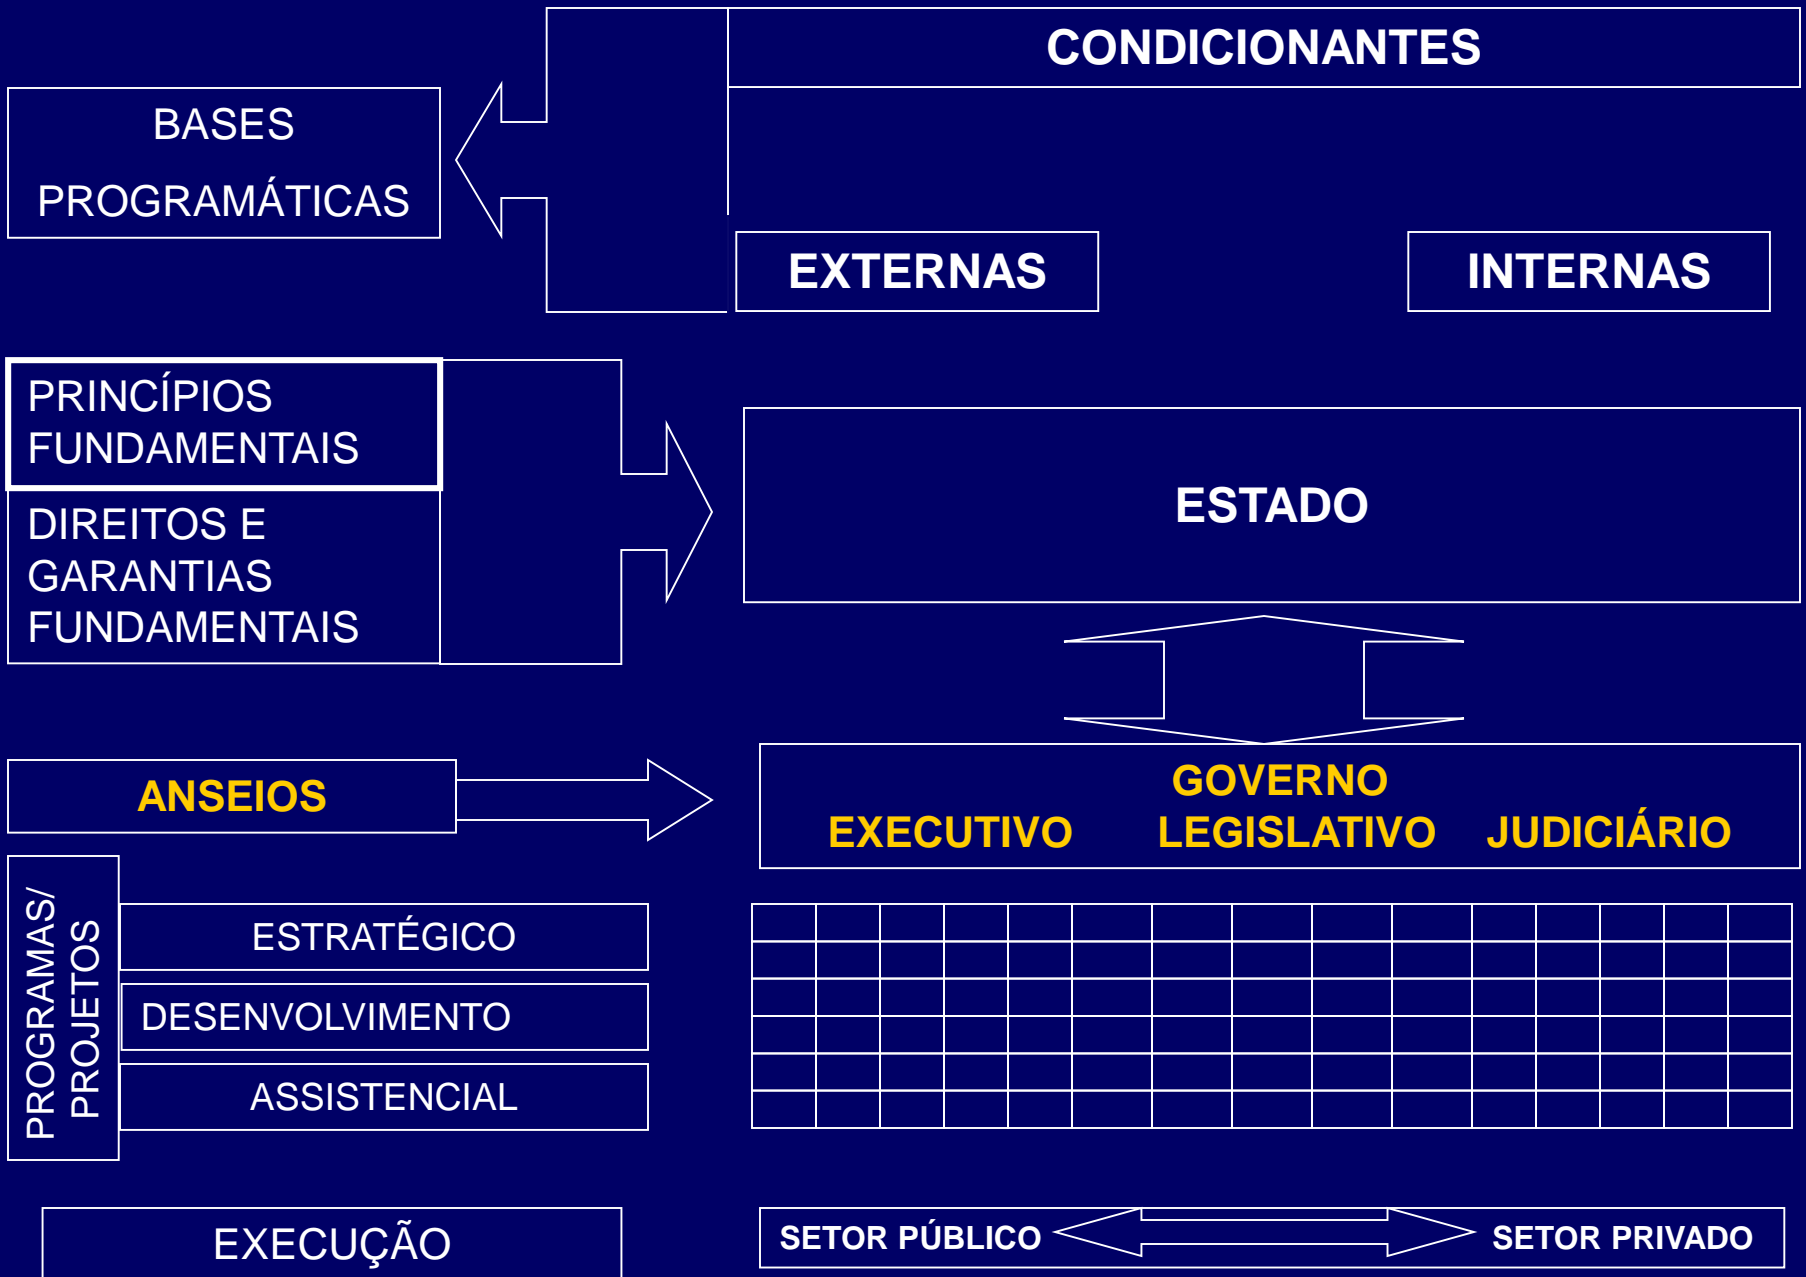 CONDICIONANTES
BASES
PROGRAMÁTICAS
EXTERNAS
INTERNAS
PRINCÍPIOS
FUNDAMENTAIS
DIREITOS E
GARANTIAS
FUNDAMENTAIS
ESTADO
ANSEIOS
GOVERNO
EXECUTIVO LEGISLATIVO JUDICIÁRIO
PROGRAMAS/
PROJETOS
ESTRATÉGICO
DESENVOLVIMENTO
ASSISTENCIAL
EXECUÇÃO
SETOR PÚBLICO
SETOR PRIVADO